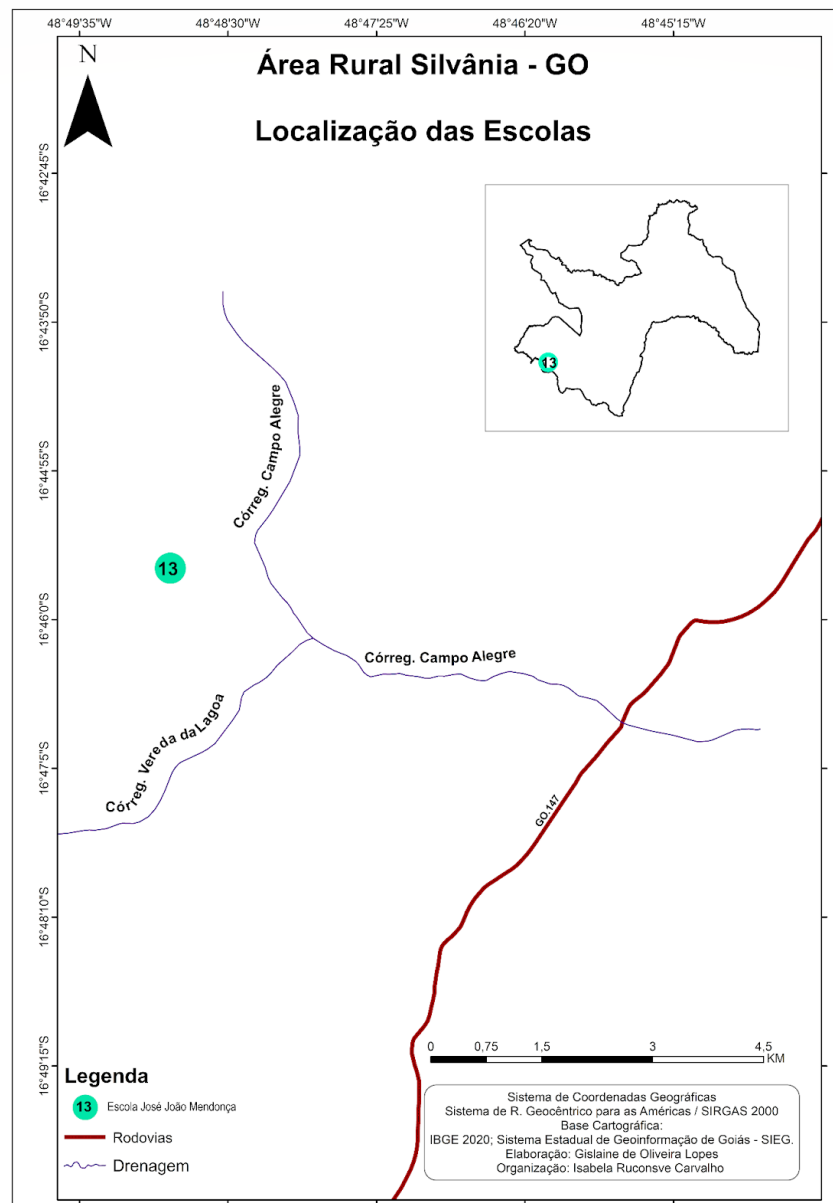 48°49'35"W 48°48'30"W 48°47'25"W 48°46'20"W 48°45'15"W
N
Área Rural Silvânia - GO
Localização das Escolas
16°42'45"S
16°43'50"S
16°44'55"S
16°46'0"S
16°47'5"S
16°48'10"S
16°49'15"S
13
Córreg. Campo Alegre
13
Córreg. Campo Alegre
Córreg. Vereda da Lagoa
GO.147
0 0,75 1,5 3 4,5
KM
Legenda
13 Escola José João Mendonça
Rodovias
Drenagem
Sistema de Coordenadas Geográficas
Sistema de R. Geocêntrico para as Américas / SIRGAS 2000
Base Cartográfica:
IBGE 2020; Sistema Estadual de Geoinformação de Goiás - SIEG.
Elaboração: Gislaine de Oliveira Lopes
Organização: Isabela Ruconsve Carvalho